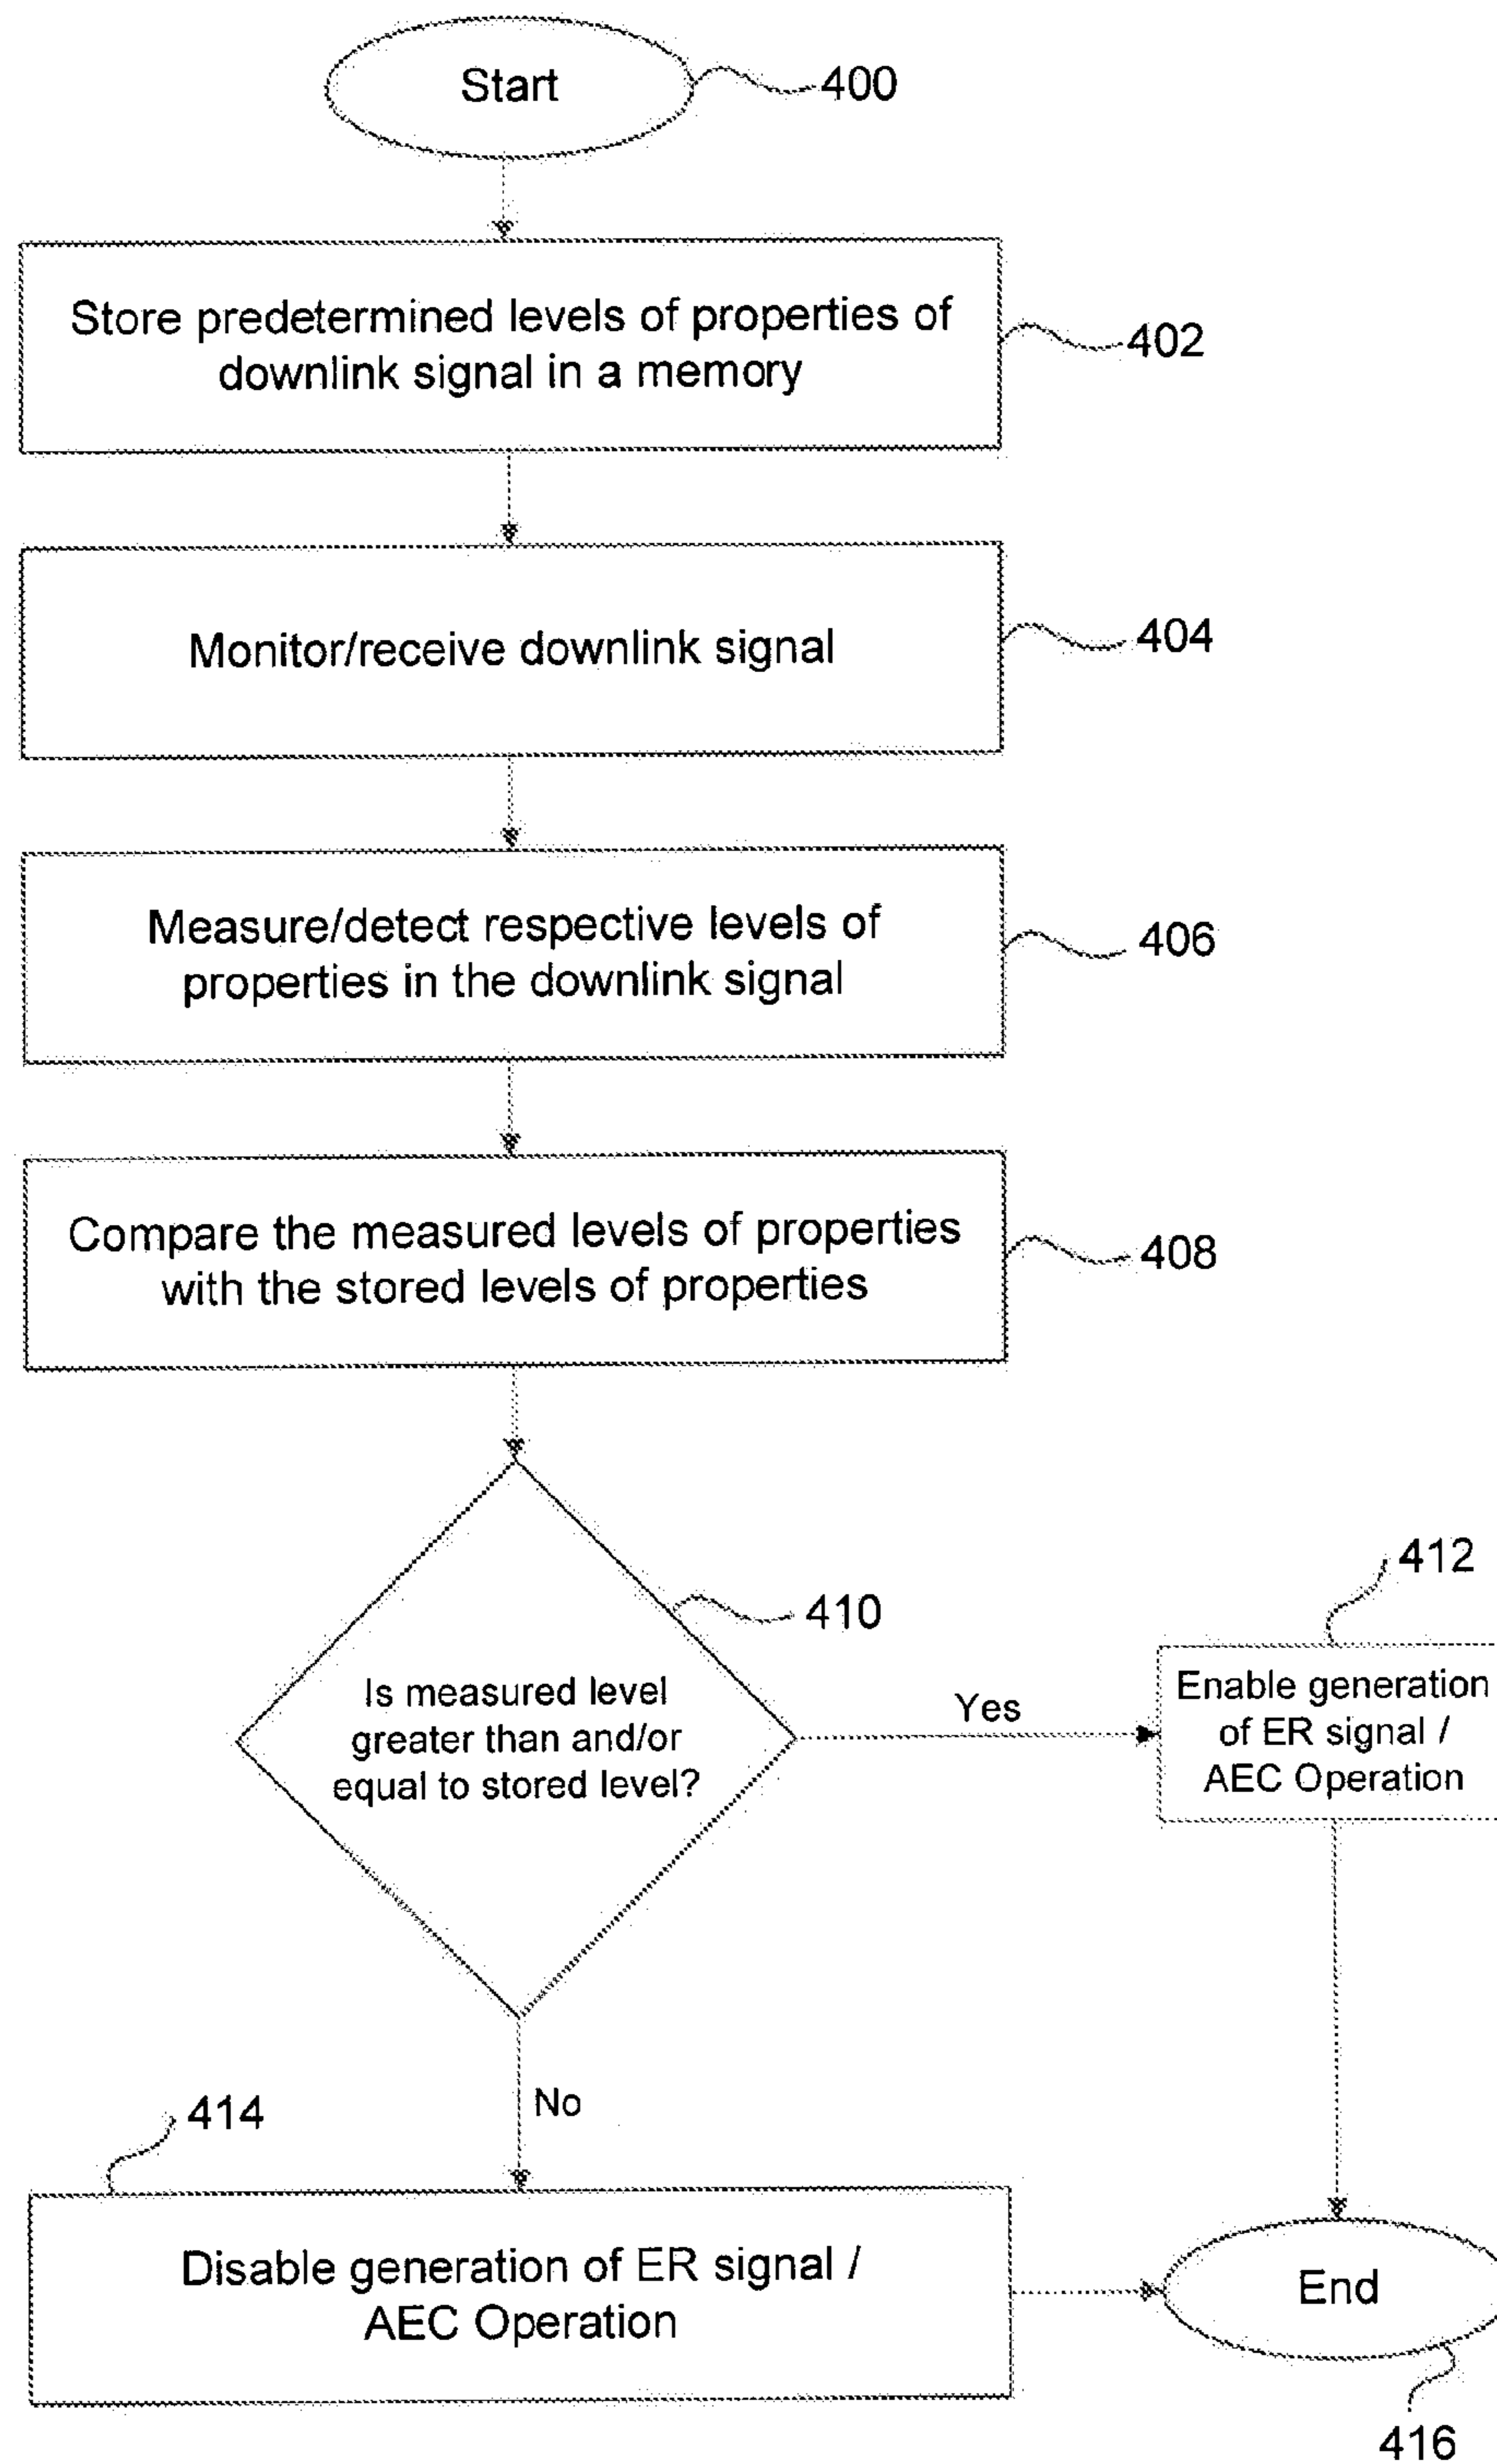 Start
400
Store predetermined levels of properties of
downlink signal in a memory
402
Monitor/receive downlink signal
404
Measure/detect respective levels of
properties in the downlink signal
406
Compare the measured levels of properties
with the stored levels of properties
408
410
Is measured level
greater than and/or
equal to stored level?
Yes
412
Enable generation
of ER signal /
AEC Operation
No
414
Disable generation of ER signal /
AEC Operation
End
416